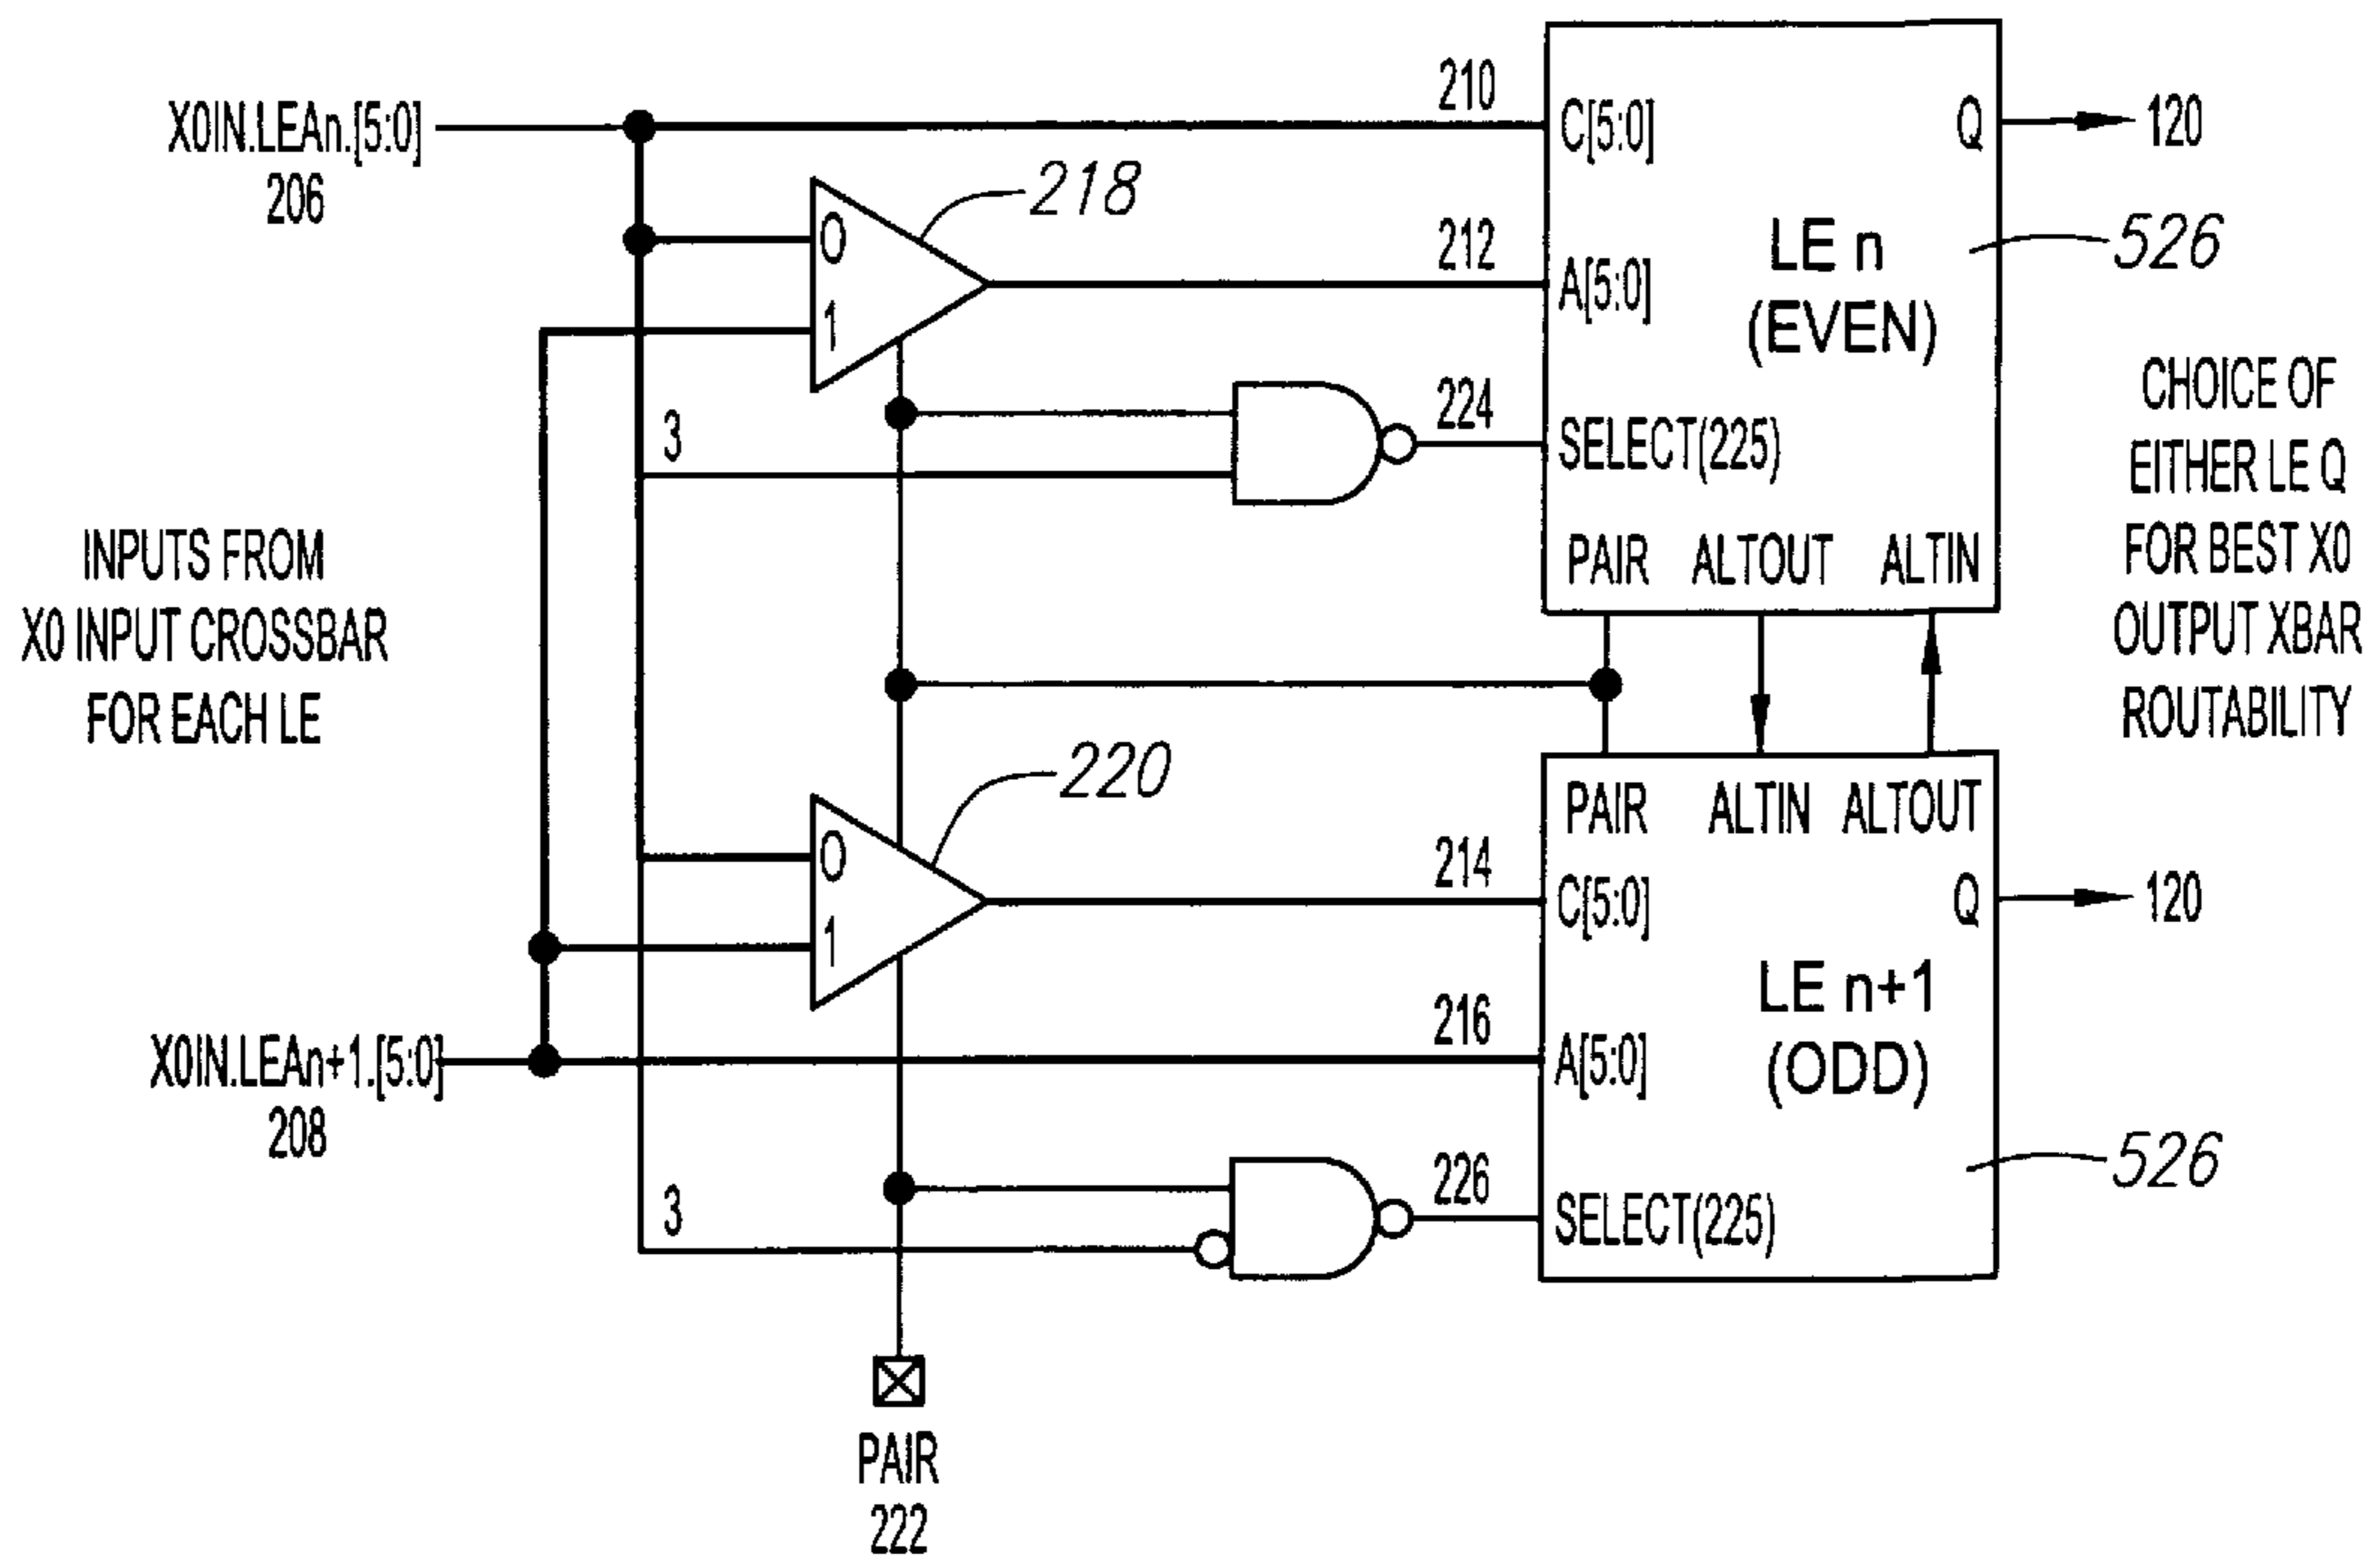 X0IN.LEAn.[5:0]
206
210
C[5:0]
Q
120
218
0
1
212
A[5:0]
LE n
(EVEN)
526
3
224
SELECT(225)
PAIR ALTOUT ALTIN
CHOICE OF
EITHER LE Q
FOR BEST X0
OUTPUT XBAR
ROUTABILITY
INPUTS FROM
X0 INPUT CROSSBAR
FOR EACH LE
220
0
1
PAIR ALTIN ALTOUT
214
C[5:0]
Q
120
LE n+1
(ODD)
X0IN.LEAn+1.[5:0]
208
216
A[5:0]
526
3
226
SELECT(225)
PAIR
222